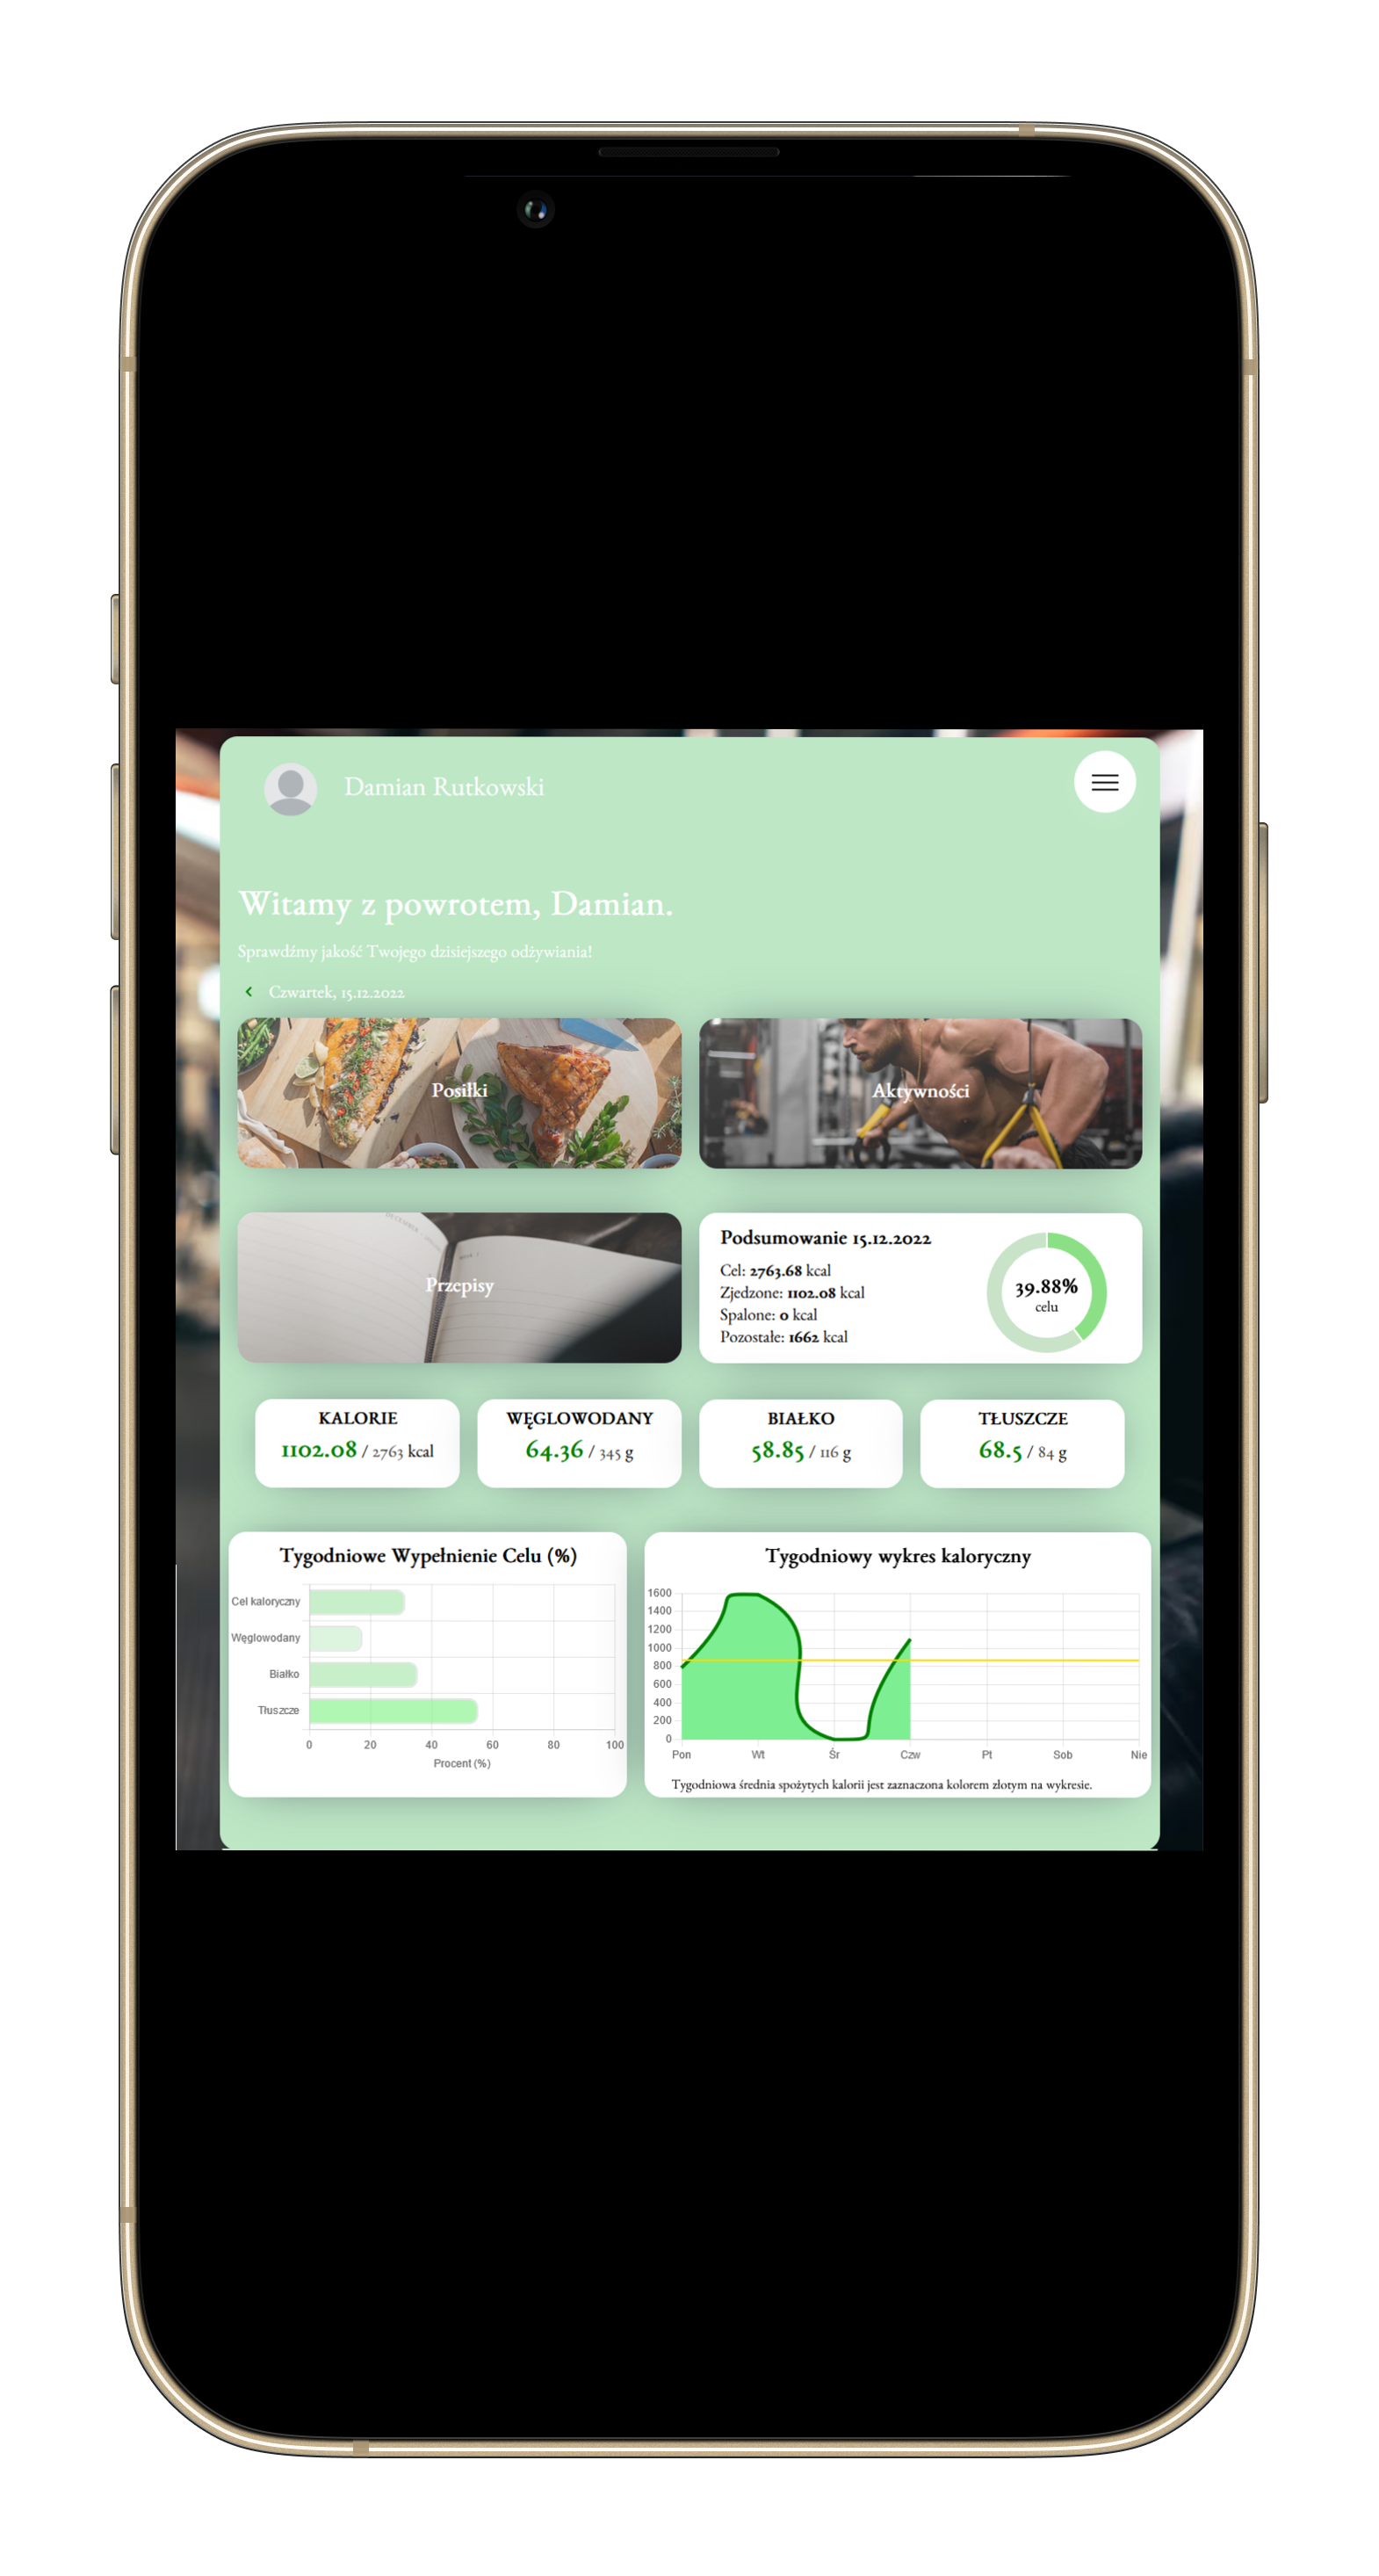 Damian Rutkowski
Witamy z powrotem, Damian.
Sprawdźmy jakość Twojego dzisiejszego odżywiania!
Czwartek, 15.12.2022
Posiłki
Aktywności
DECEMBER
Przepisy
Podsumowanie 15.12.2022
Cel: 2763.68 kcal
Zjedzone: 1102.08 kcal
Spalone: 0 kcal
Pozostałe: 1662 kcal
39.88%
celu
KALORIE
1102.08 / 2763 kcal
WĘGLOWODANY
64.36 / 345 g
BIAŁKO
58.85 / 116 g
TŁUSZCZE
68.5 / 84 g
Tygodniowe Wypełnienie Celu (%)
Cel kaloryczny
Węglowodany
Białko
Tłuszcze
0 20 40 60 80 100
Procent (%)
Tygodniowy wykres kaloryczny
1600
1400
1200
1000
800
600
400
200
0
Pon Wt Śr Czw Pt Sob Nie
Tygodniowa średnia spożytych kalorii jest zaznaczona kolorem złotym na wykresie.